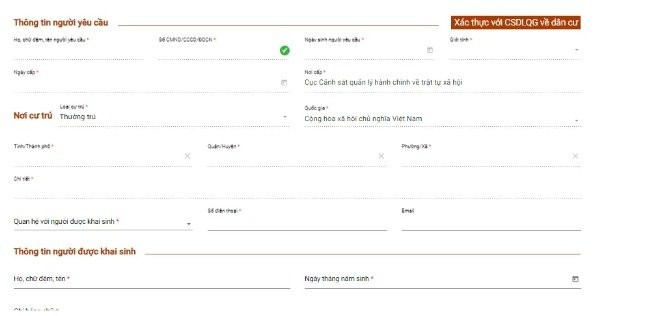 Thông tin người yêu cầu Xác thực với CSDLQG về dân cư
Họ, chữ đệm, tên người yêu cầu * Số CMND/CCCD/ĐDCN * Ngày sinh người yêu cầu * Giới tính *
Ngày cấp * Nơi cấp *
Cục Cảnh sát quản lý hành chính về trật tự xã hội
Nơi cư trú Loại cư trú * Quốc gia *
Thường trú Cộng hòa xã hội chủ nghĩa Việt Nam
Tỉnh/Thành phố * Quận/Huyện * Phường/Xã *
Chi tiết *
Quan hệ với người được khai sinh * Số điện thoại * Email
Thông tin người được khai sinh
Họ, chữ đệm, tên * Ngày tháng năm sinh *